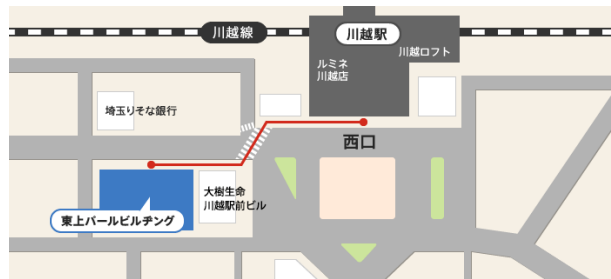 川越線
川越駅
川越ロフト
ルミネ
川越店
埼玉りそな銀行
西口
大樹生命
川越駅前ビル
東上パールビルヂング